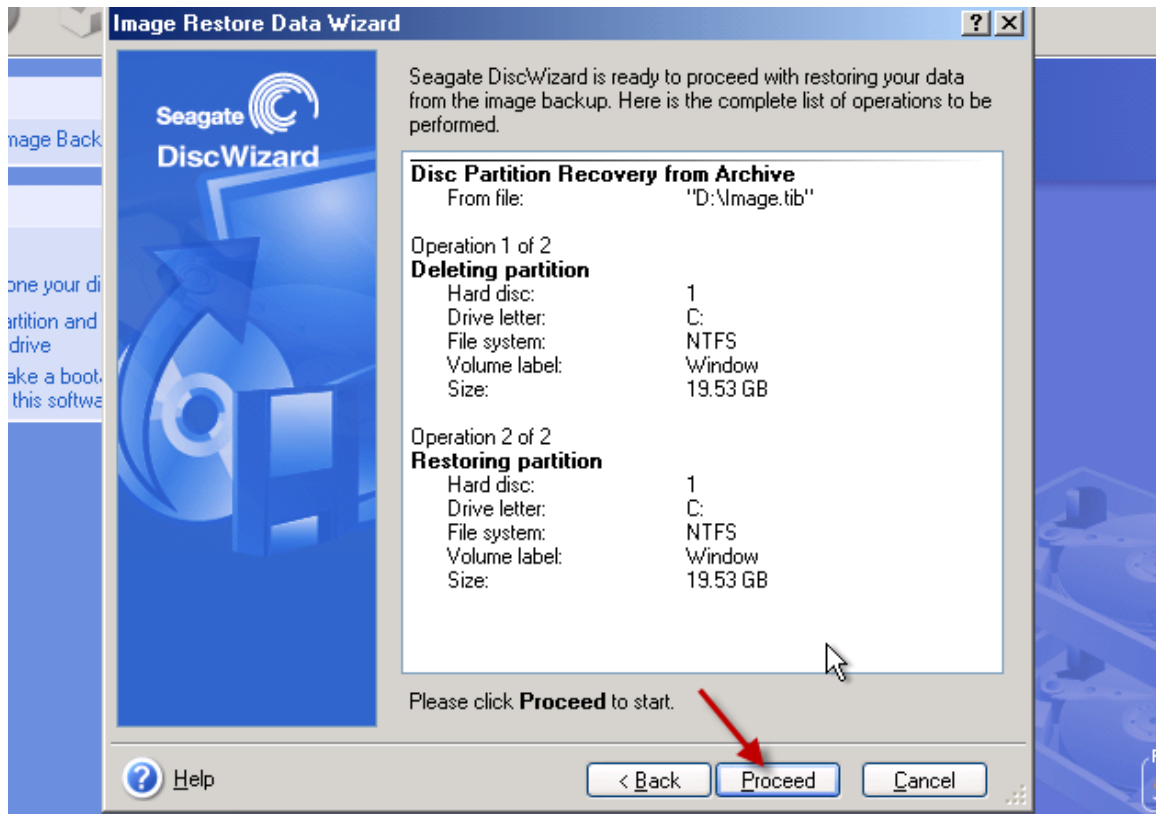 Image Restore Data Wizard
Seagate
DiscWizard
Seagate DiscWizard is ready to proceed with restoring your data
from the image backup. Here is the complete list of operations to be
performed.
Disc Partition Recovery from Archive
From file: "D:\Image.tib"
Operation 1 of 2
Deleting partition
Hard disc: 1
Drive letter: C:
File system: NTFS
Volume label: Window
Size: 19.53 GB
Operation 2 of 2
Restoring partition
Hard disc: 1
Drive letter: C:
File system: NTFS
Volume label: Window
Size: 19.53 GB
Please click Proceed to start.
Help
< Back Proceed Cancel
mage Back
one your di
artition and
drive
ake a boot
this softwa